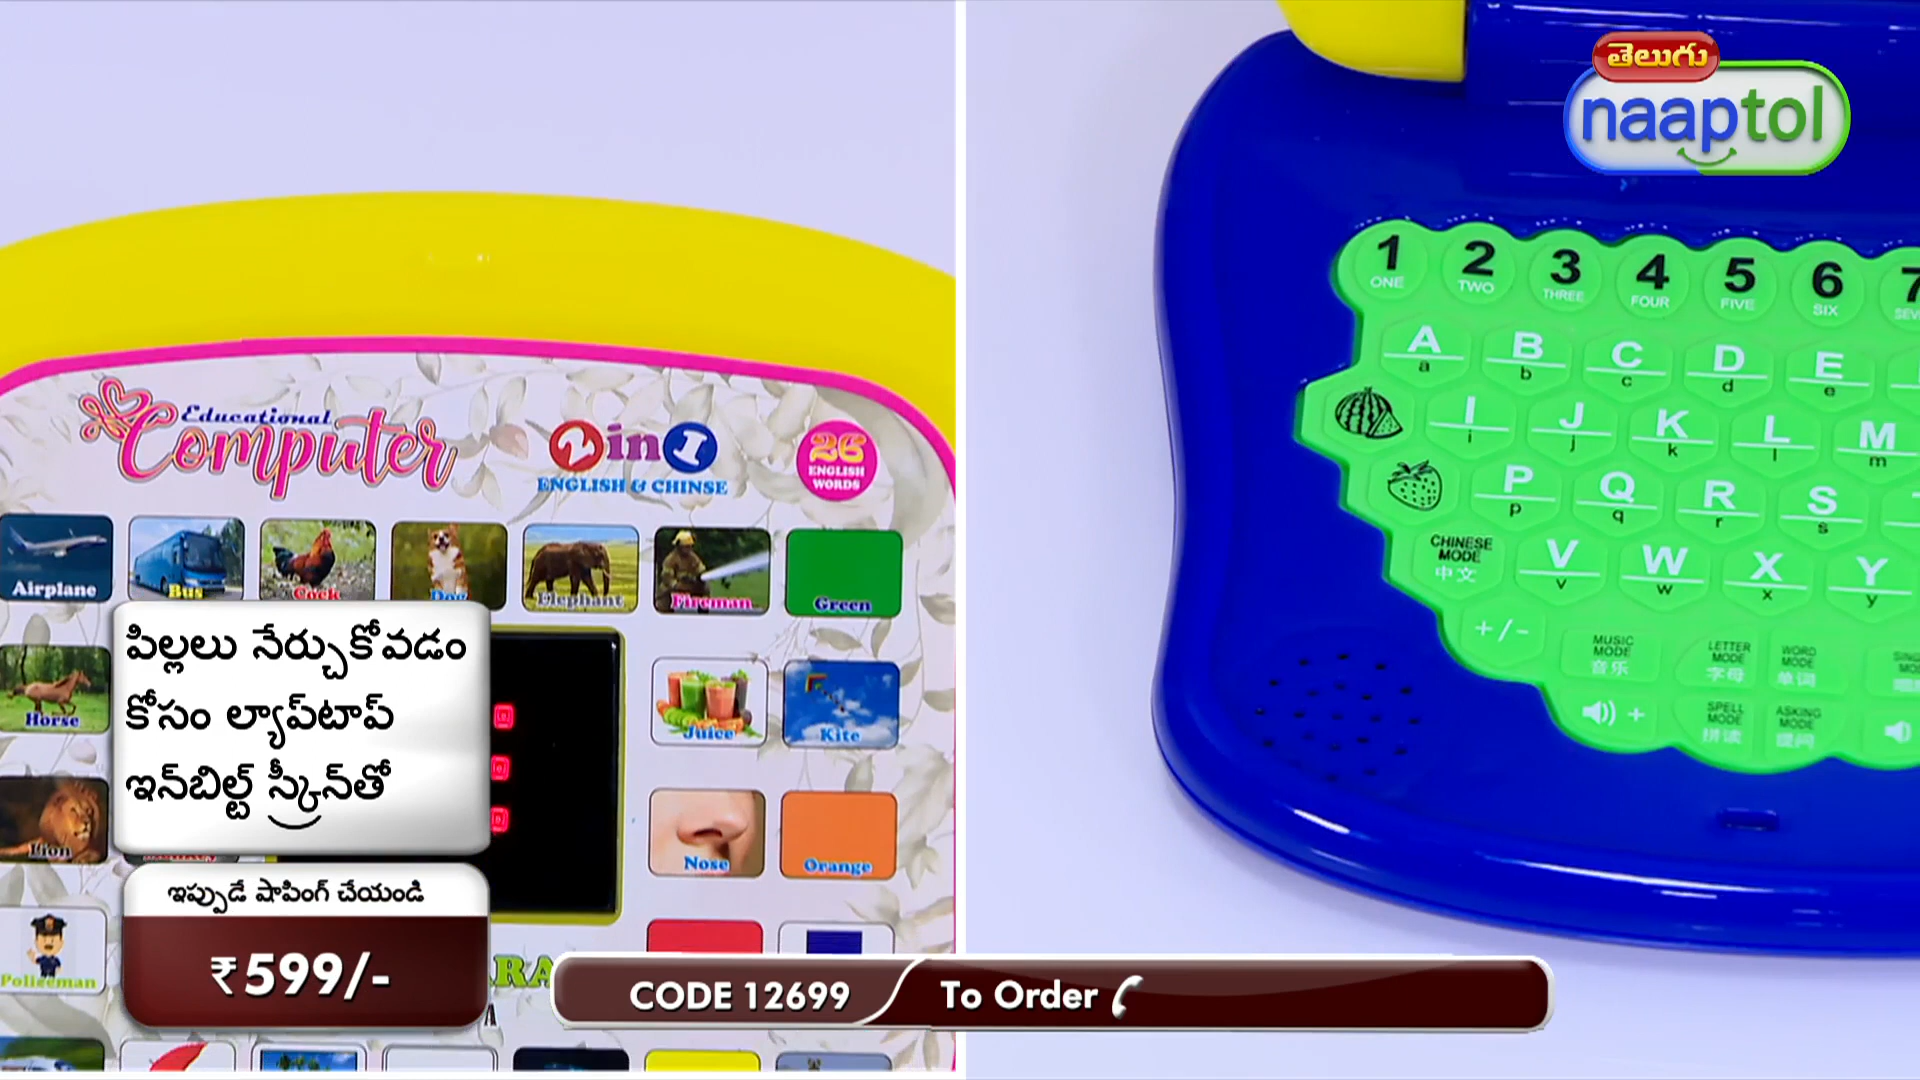 తెలుగు
naaptol
Educational
Computer
2 in 1
ENGLISH & CHINSE
26
ENGLISH
WORDS
Airplane
Bus
Cock
Dog
Elephant
Fireman
Green
Horse
Juice
Kite
Lion
Nose
Orange
Policeman
పిల్లలు నేర్చుకోవడం
కోసం ల్యాప్‌టాప్
ఇన్‌బిల్ట్ స్క్రీన్‌తో
ఇప్పుడే షాపింగ్ చేయండి
₹599/-
CODE 12699
To Order
1 2 3 4 5 6 7
ONE TWO THREE FOUR FIVE SIX
A B C D E
a b c d e
I J K L M
i j k l m
P Q R S
p q r s
CHINESE
MODE
中文
V W X Y
v w x y
+/-
MUSIC
MODE
音乐
LETTER
MODE
字母
WORD
MODE
单词
+
SPELL
MODE
拼读
ASKING
MODE
提问